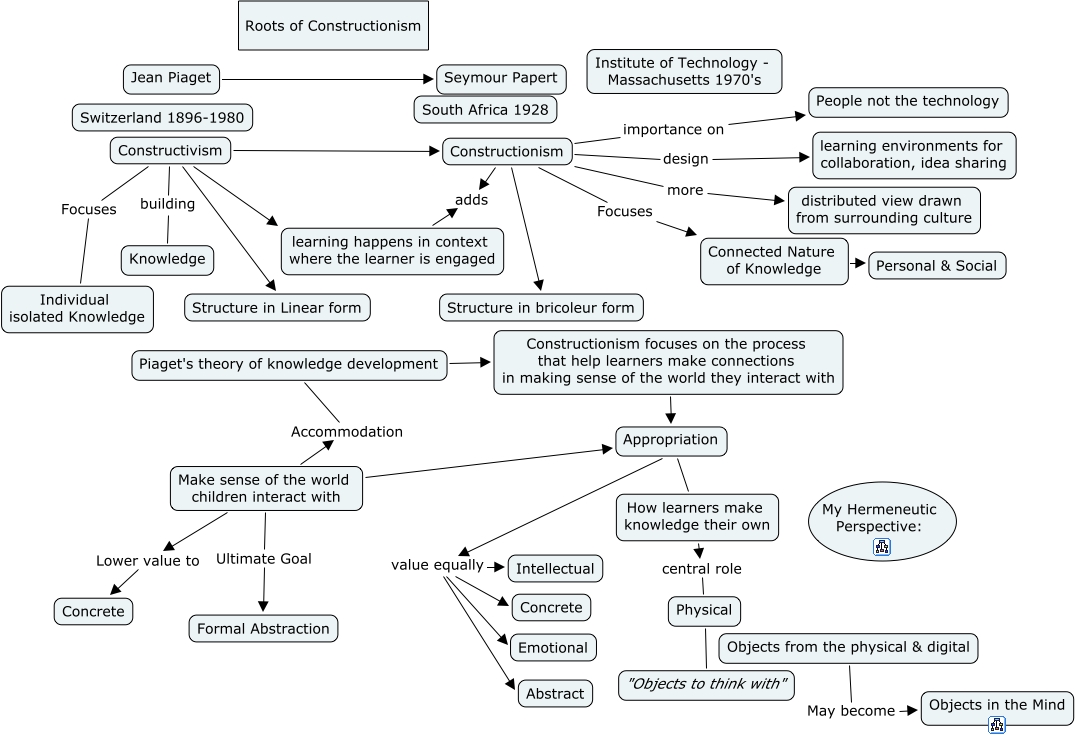 Roots of Constructionism
Jean Piaget
Seymour Papert
Institute of Technology -
Massachusetts 1970's
Switzerland 1896-1980
South Africa 1928
People not the technology
Constructivism
Constructionism
importance on
design
learning environments for
collaboration, idea sharing
more
distributed view drawn
from surrounding culture
Focuses
building
adds
Focuses
Knowledge
learning happens in context
where the learner is engaged
Connected Nature
of Knowledge
Personal & Social
Individual
isolated Knowledge
Structure in Linear form
Structure in bricoleur form
Piaget's theory of knowledge development
Constructionism focuses on the process
that help learners make connections
in making sense of the world they interact with
Accommodation
Appropriation
Make sense of the world
children interact with
How learners make
knowledge their own
My Hermeneutic
Perspective:
Lower value to
Ultimate Goal
value equally
Intellectual
central role
Concrete
Formal Abstraction
Concrete
Physical
Emotional
Objects from the physical & digital
Abstract
"Objects to think with"
May become
Objects in the Mind